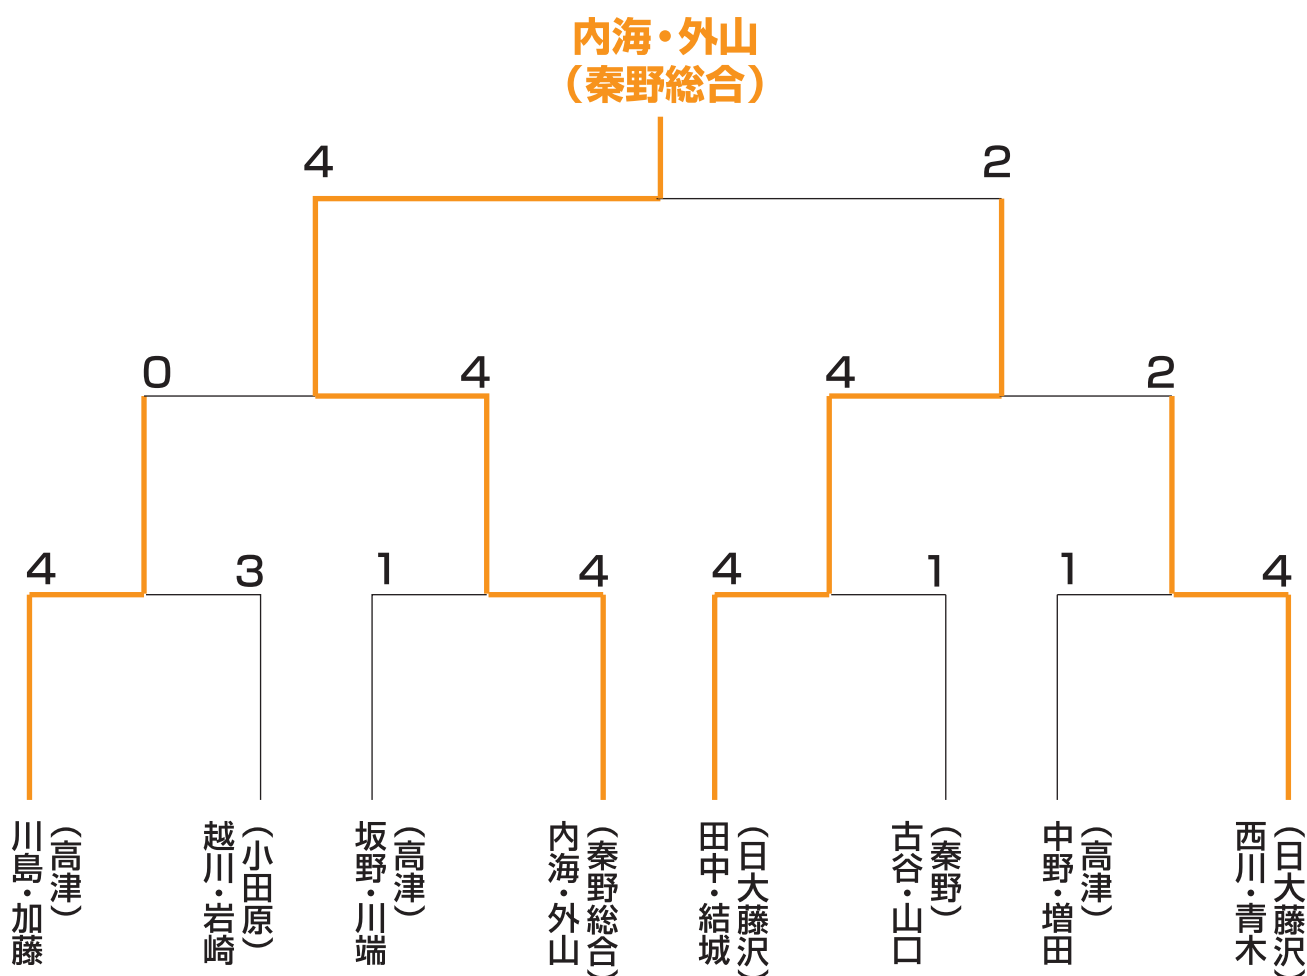 内海・外山
（秦野総合）
4 2
0 4 4 2
4 3 1 4 4 1 1 4
川島・加藤
（高津）
越川・岩崎
（小田原）
坂野・川端
（高津）
内海・外山
（秦野総合）
田中・結城
（日大藤沢）
古谷・山口
（秦野）
中野・増田
（高津）
西川・青木
（日大藤沢）